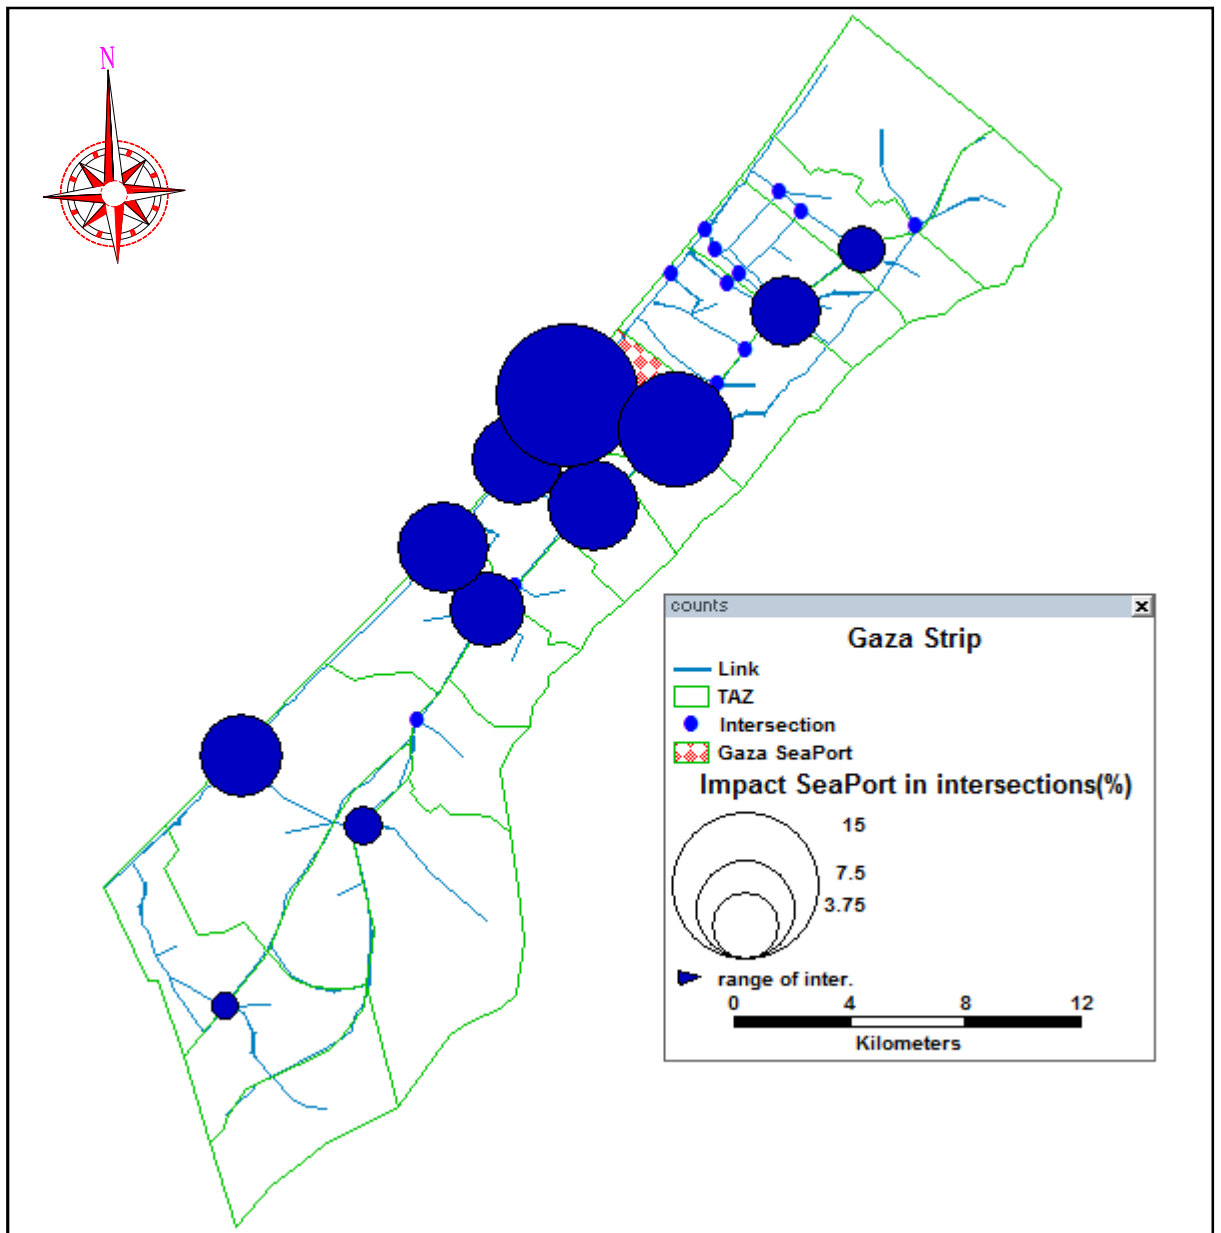 N
counts
Gaza Strip
Link
TAZ
Intersection
Gaza SeaPort
Impact SeaPort in intersections(%)
15
7.5
3.75
range of inter.
0 4 8 12
Kilometers